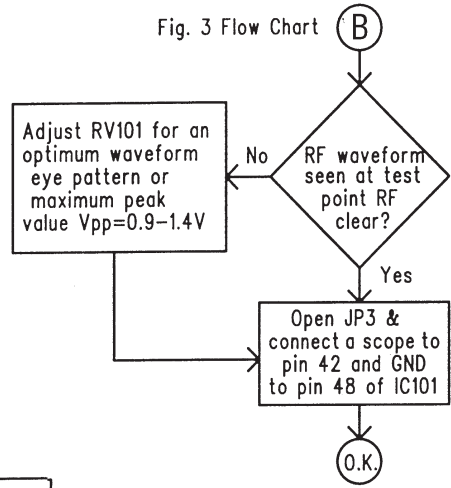 Fig. 3 Flow Chart
B
RF waveform
seen at test
point RF
clear?
No
Adjust RV101 for an
optimum waveform
eye pattern or
maximum peak
value Vpp=0.9-1.4V
Yes
Open JP3 &
connect a scope to
pin 42 and GND
to pin 48 of IC101
O.K.